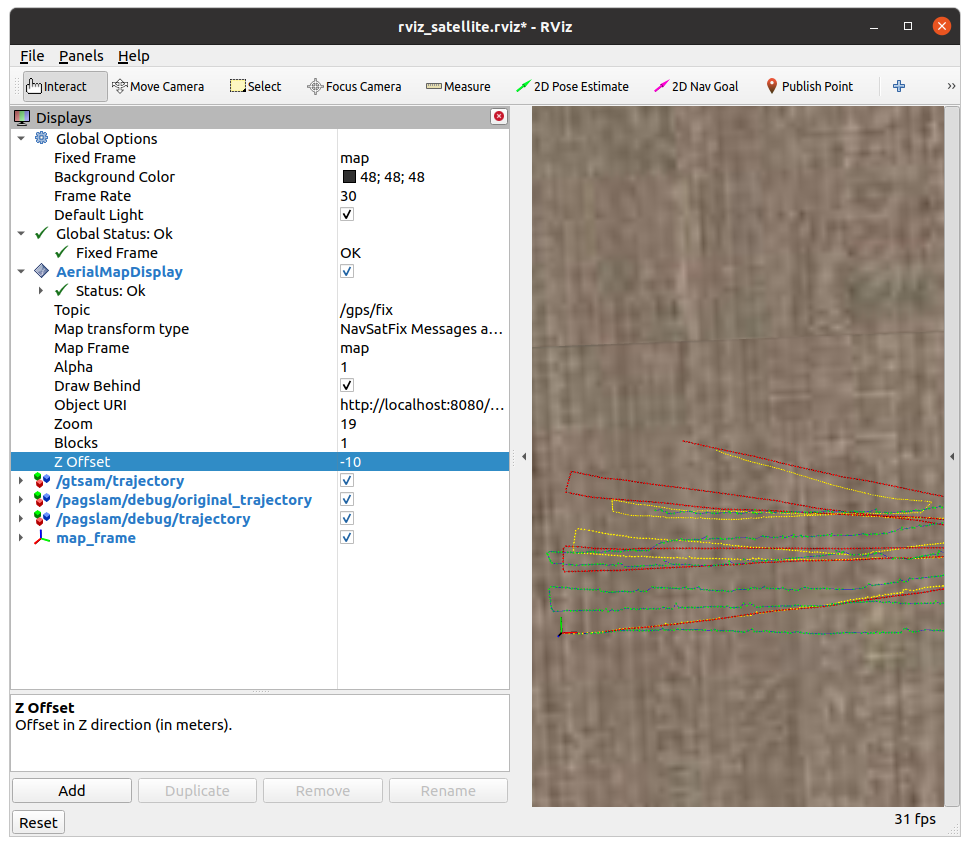 rviz_satellite.rviz* - RViz
File Panels Help
Interact Move Camera Select Focus Camera Measure 2D Pose Estimate 2D Nav Goal Publish Point »
Displays
Global Options
Fixed Frame map
Background Color 48; 48; 48
Frame Rate 30
Default Light
Global Status: Ok
Fixed Frame OK
AerialMapDisplay
Status: Ok
Topic /gps/fix
Map transform type NavSatFix Messages a...
Map Frame map
Alpha 1
Draw Behind
Object URI http://localhost:8080/...
Zoom 19
Blocks 1
Z Offset -10
/gtsam/trajectory
/pagslam/debug/original_trajectory
/pagslam/debug/trajectory
map_frame
Z Offset
Offset in Z direction (in meters).
Add Duplicate Remove Rename
Reset 31 fps